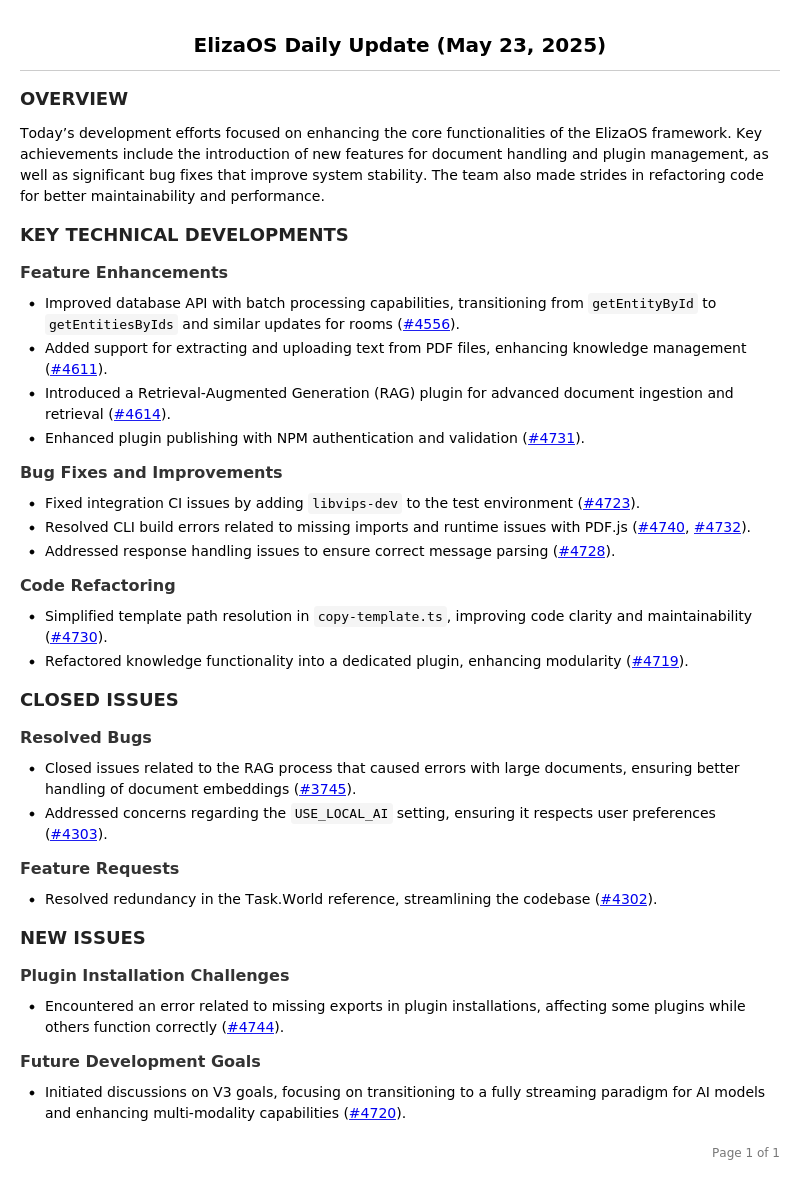 ElizaOS Daily Update (May 23, 2025)
OVERVIEW
Today’s development efforts focused on enhancing the core functionalities of the ElizaOS framework. Key
achievements include the introduction of new features for document handling and plugin management, as
well as significant bug fixes that improve system stability. The team also made strides in refactoring code
for better maintainability and performance.
KEY TECHNICAL DEVELOPMENTS
Feature Enhancements
• Improved database API with batch processing capabilities, transitioning from getEntityById to
getEntitiesByIds and similar updates for rooms (#4556).
• Added support for extracting and uploading text from PDF files, enhancing knowledge management
(#4611).
• Introduced a Retrieval-Augmented Generation (RAG) plugin for advanced document ingestion and
retrieval (#4614).
• Enhanced plugin publishing with NPM authentication and validation (#4731).
Bug Fixes and Improvements
• Fixed integration CI issues by adding libvips-dev to the test environment (#4723).
• Resolved CLI build errors related to missing imports and runtime issues with PDF.js (#4740, #4732).
• Addressed response handling issues to ensure correct message parsing (#4728).
Code Refactoring
• Simplified template path resolution in copy-template.ts, improving code clarity and maintainability
(#4730).
• Refactored knowledge functionality into a dedicated plugin, enhancing modularity (#4719).
CLOSED ISSUES
Resolved Bugs
• Closed issues related to the RAG process that caused errors with large documents, ensuring better
handling of document embeddings (#3745).
• Addressed concerns regarding the USE_LOCAL_AI setting, ensuring it respects user preferences
(#4303).
Feature Requests
• Resolved redundancy in the Task.World reference, streamlining the codebase (#4302).
NEW ISSUES
Plugin Installation Challenges
• Encountered an error related to missing exports in plugin installations, affecting some plugins while
others function correctly (#4744).
Future Development Goals
• Initiated discussions on V3 goals, focusing on transitioning to a fully streaming paradigm for AI models
and enhancing multi-modality capabilities (#4720).
Page 1 of 1